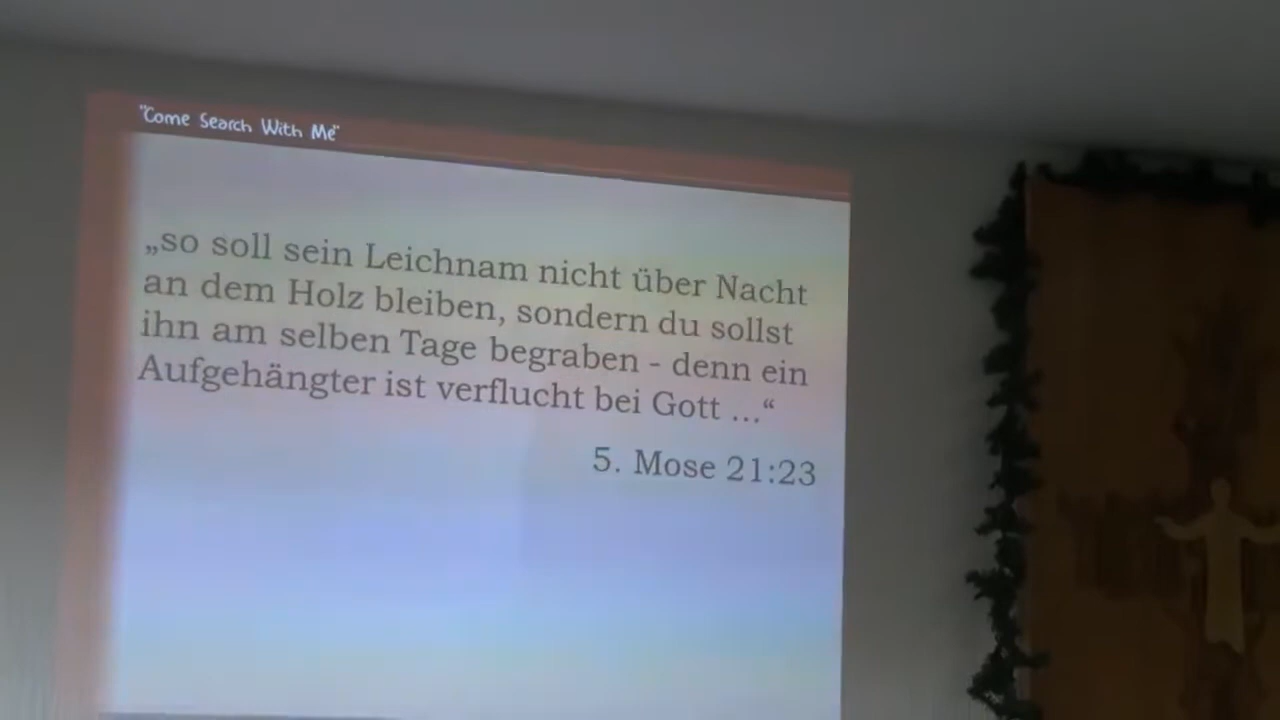 "Come Search With Me"
„so soll sein Leichnam nicht über Nacht
an dem Holz bleiben, sondern du sollst
ihn am selben Tage begraben - denn ein
Aufgehängter ist verflucht bei Gott ...“
5. Mose 21:23